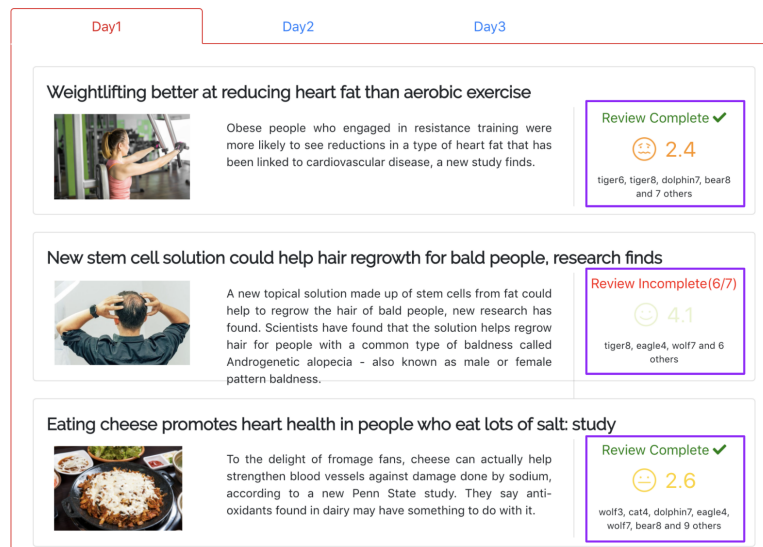 Day1
Day2
Day3
Weightlifting better at reducing heart fat than aerobic exercise
Obese people who engaged in resistance training were
more likely to see reductions in a type of heart fat that has
been linked to cardiovascular disease, a new study finds.
Review Complete ✔
2.4
tiger6, tiger8, dolphin7, bear8
and 7 others
New stem cell solution could help hair regrowth for bald people, research finds
A new topical solution made up of stem cells from fat could
help to regrow the hair of bald people, new research has
found. Scientists have found that the solution helps regrow
hair for people with a common type of baldness called
Androgenetic alopecia - also known as male or female
pattern baldness.
Review Incomplete(6/7)
4.1
tiger8, eagle4, wolf7 and 6
others
Eating cheese promotes heart health in people who eat lots of salt: study
To the delight of fromage fans, cheese can actually help
strengthen blood vessels against damage done by sodium,
according to a new Penn State study. They say anti-
oxidants found in dairy may have something to do with it.
Review Complete ✔
2.6
wolf3, cat4, dolphin7, eagle4,
wolf7, bear8 and 9 others